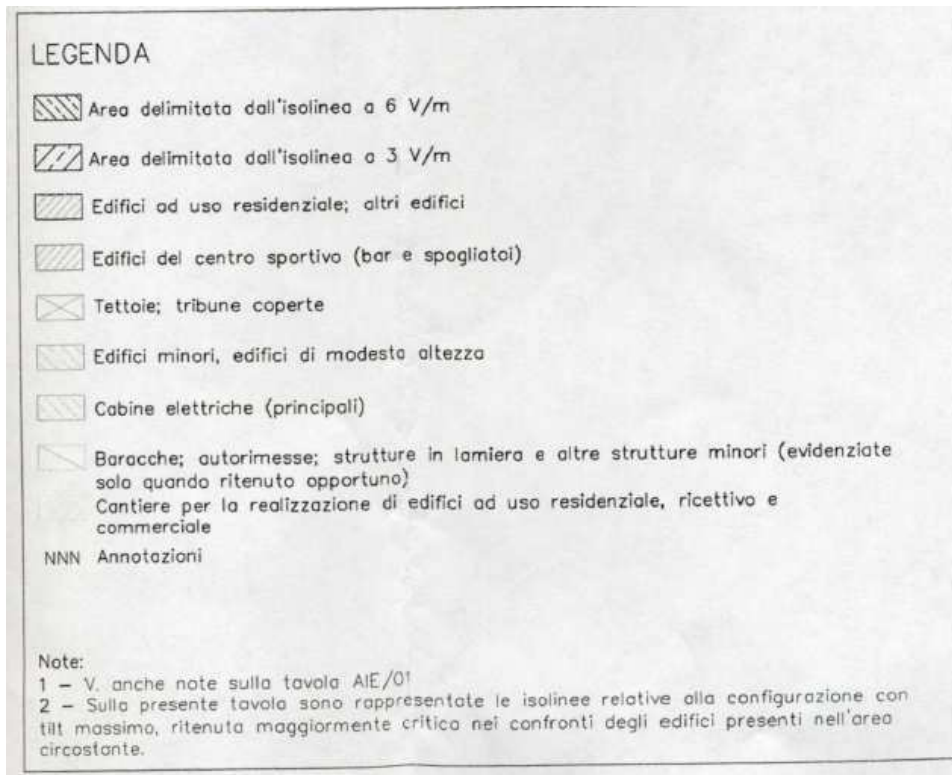 LEGENDA
Area delimitata dall'isolinea a 6 V/m
Area delimitata dall'isolinea a 3 V/m
Edifici ad uso residenziale; altri edifici
Edifici del centro sportivo (bar e spogliatoi)
Tettoie; tribune coperte
Edifici minori, edifici di modesta altezza
Cabine elettriche (principali)
Baracche; autorimesse; strutture in lamiera e altre strutture minori (evidenziate
solo quando ritenuto opportuno)
Cantiere per la realizzazione di edifici ad uso residenziale, ricettivo e
commerciale
NNN Annotazioni
Note:
1 – V. anche note sulla tavola AIE/01
2 – Sulla presente tavola sono rappresentate le isolinee relative alla configurazione con
tilt massimo, ritenuta maggiormente critica nei confronti degli edifici presenti nell'area
circostante.